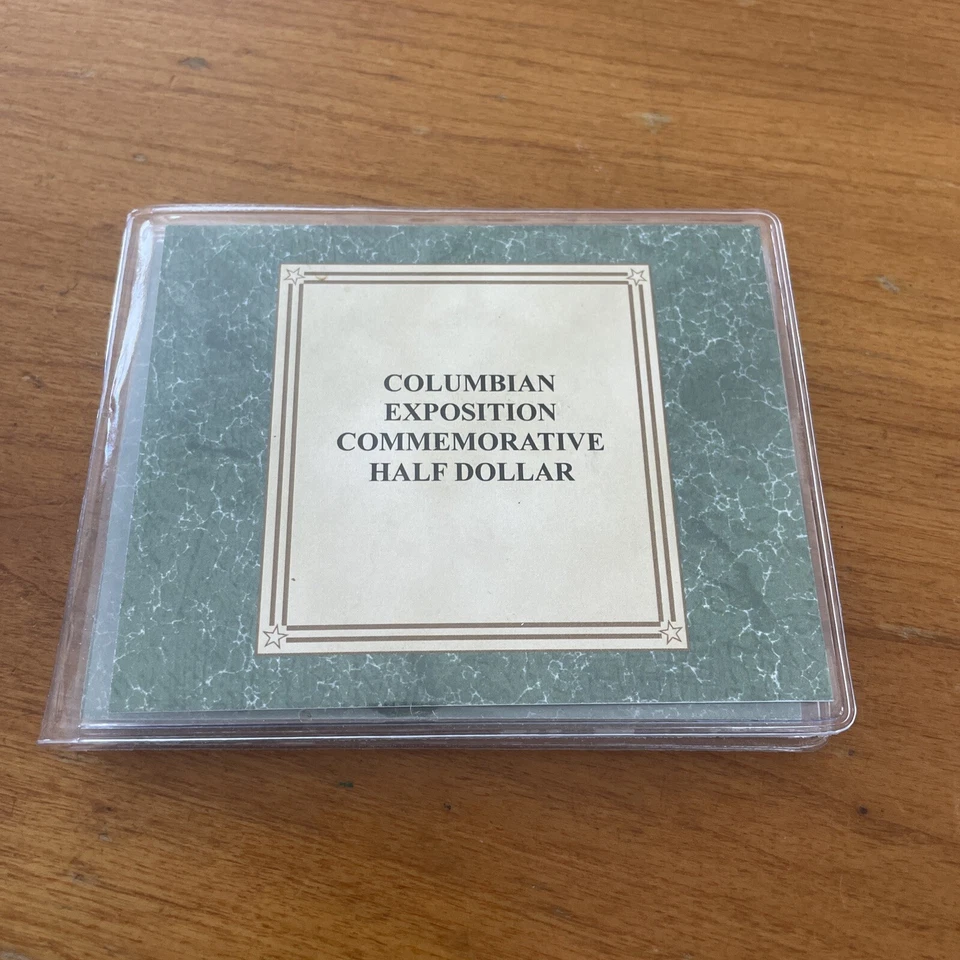 COLUMBIAN
EXPOSITION
COMMEMORATIVE
HALF DOLLAR